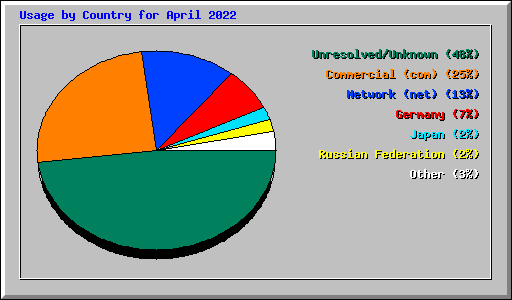 Usage by Country for April 2022
Unresolved/Unknown (48%)
Commercial (com) (25%)
Network (net) (13%)
Germany (7%)
Japan (2%)
Russian Federation (2%)
Other (3%)